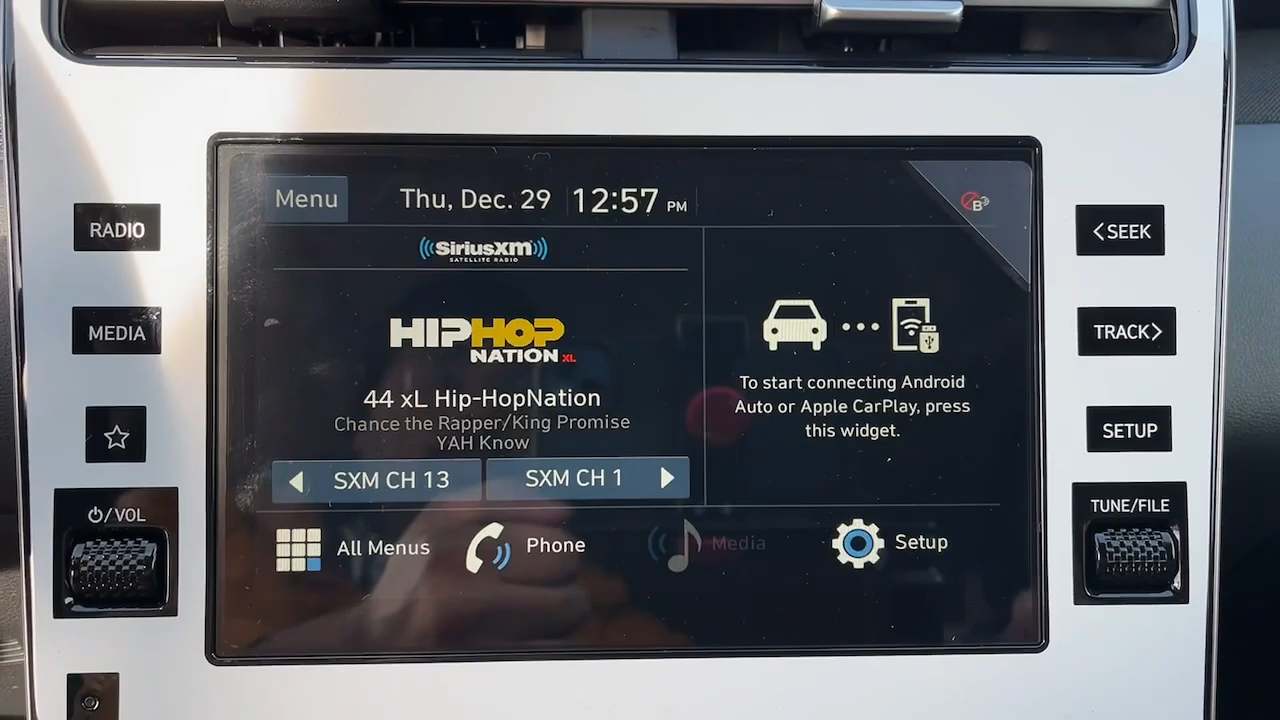 Menu
Thu, Dec. 29
12:57 PM
B
((SiriusXM))
SATELLITE RADIO
HIPHOP
NATION XL
44 xL Hip-HopNation
Chance the Rapper/King Promise
YAH Know
SXM CH 13
SXM CH 1
To start connecting Android
Auto or Apple CarPlay, press
this widget.
All Menus
Phone
Media
Setup
RADIO
MEDIA
/VOL
<SEEK
TRACK>
SETUP
TUNE/FILE